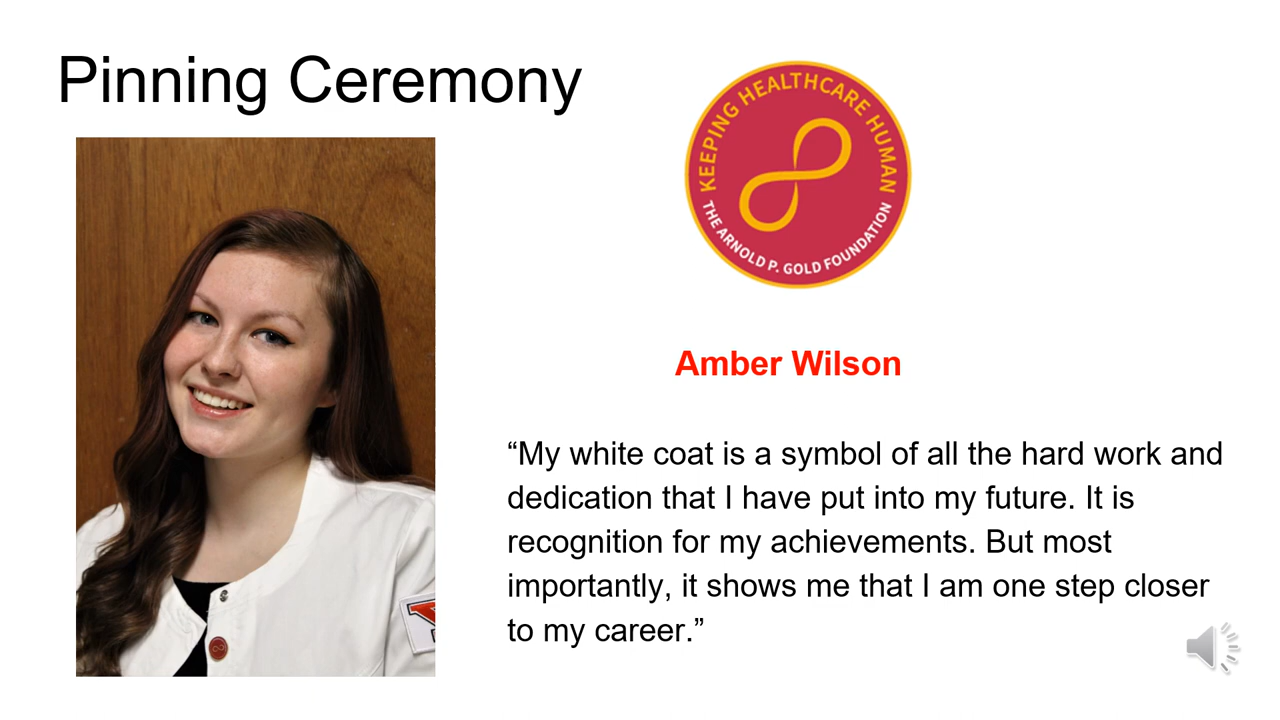 Pinning Ceremony
KEEPING HEALTHCARE HUMAN
THE ARNOLD P. GOLD FOUNDATION
Amber Wilson
“My white coat is a symbol of all the hard work and
dedication that I have put into my future. It is
recognition for my achievements. But most
importantly, it shows me that I am one step closer
to my career.”